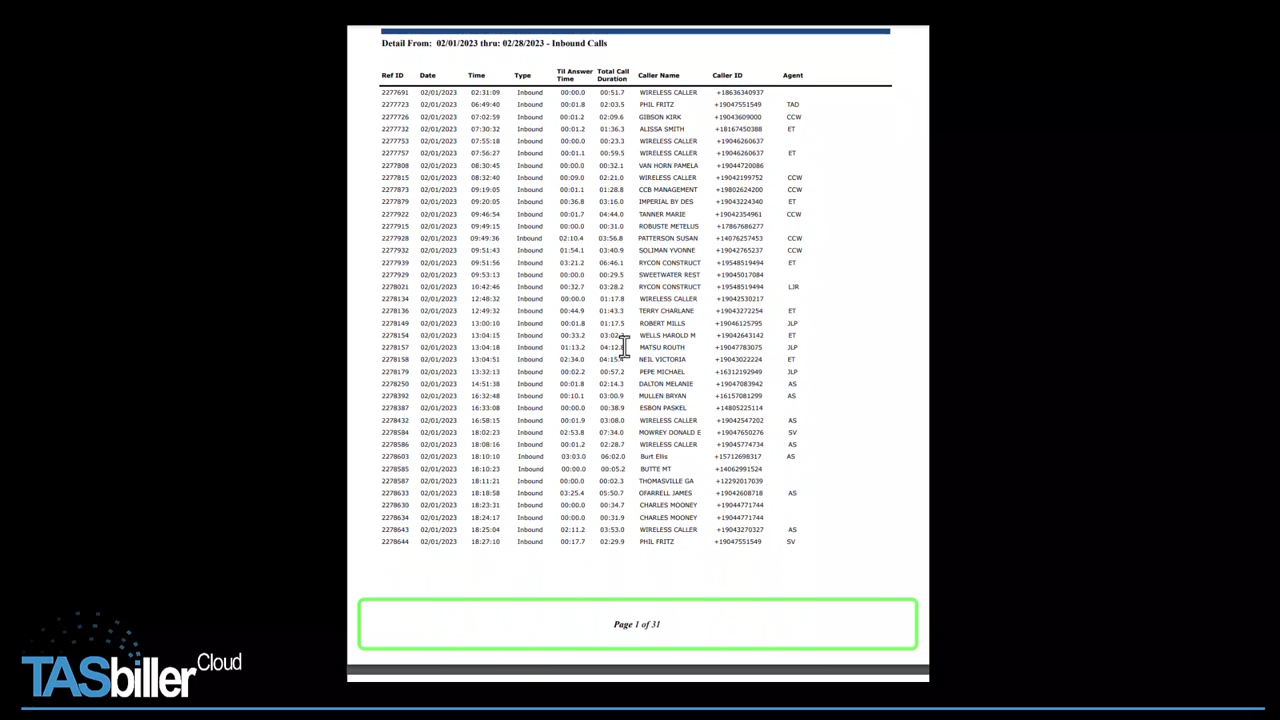 Detail From: 02/01/2023 thru: 02/28/2023 - Inbound Calls
Ref ID Date Time Type Til Answer Time Total Call Duration Caller Name Caller ID Agent
2277691 02/01/2023 02:31:09 Inbound 00:00.0 00:51.7 WIRELESS CALLER +18636340937
2277723 02/01/2023 06:49:40 Inbound 00:01.8 02:03.5 PHIL FRITZ +19047551549 TAD
2277726 02/01/2023 07:02:59 Inbound 00:01.2 02:09.6 GIBSON KIRK +19043609000 CCW
2277732 02/01/2023 07:30:32 Inbound 00:01.2 01:36.3 ALISSA SMITH +18167450388 ET
2277753 02/01/2023 07:55:18 Inbound 00:00.0 00:23.3 WIRELESS CALLER +19046260637
2277757 02/01/2023 07:56:27 Inbound 00:01.1 00:59.5 WIRELESS CALLER +19046260637 ET
2277808 02/01/2023 08:30:45 Inbound 00:00.0 00:32.1 VAN HORN PAMELA +19044720086
2277815 02/01/2023 08:32:40 Inbound 00:09.0 02:21.0 WIRELESS CALLER +19042199752 CCW
2277873 02/01/2023 09:19:05 Inbound 00:01.1 01:28.8 CCB MANAGEMENT +19802624200 CCW
2277879 02/01/2023 09:20:05 Inbound 00:36.8 03:16.0 IMPERIAL BY DES +19043224340 ET
2277922 02/01/2023 09:46:54 Inbound 00:01.7 04:44.0 TANNER MARIE +19042354961 CCW
2277915 02/01/2023 09:49:15 Inbound 00:00.0 00:31.0 ROBUSTE METELUS +17867686277
2277928 02/01/2023 09:49:36 Inbound 02:10.4 03:56.8 PATTERSON SUSAN +14076257453 CCW
2277932 02/01/2023 09:51:43 Inbound 01:54.1 03:40.9 SOLIMAN YVONNE +19042765237 CCW
2277939 02/01/2023 09:51:56 Inbound 03:21.2 06:46.1 RYCON CONSTRUCT +19548519494 ET
2277929 02/01/2023 09:53:13 Inbound 00:00.0 00:29.5 SWEETWATER REST +19045017084
2278021 02/01/2023 10:42:46 Inbound 00:32.7 03:28.2 RYCON CONSTRUCT +19548519494 LJR
2278134 02/01/2023 12:48:32 Inbound 00:00.0 01:17.8 WIRELESS CALLER +19042530217
2278136 02/01/2023 12:49:32 Inbound 00:44.9 01:43.3 TERRY CHARLANE +19043272254 ET
2278149 02/01/2023 13:00:10 Inbound 00:01.8 01:17.5 ROBERT MILLS +19046125795 JLP
2278154 02/01/2023 13:04:15 Inbound 00:33.2 WELLS HAROLD M +19042643142 ET
2278157 02/01/2023 13:04:18 Inbound 01:13.2 04:12.8 MATSU ROUTH +19047783075 JLP
2278158 02/01/2023 13:04:51 Inbound 02:34.0 04:15.4 NEIL VICTORIA +19043022224 ET
2278179 02/01/2023 13:32:13 Inbound 00:02.2 00:57.2 PEPE MICHAEL +16312192949 JLP
2278250 02/01/2023 14:51:38 Inbound 00:01.8 02:14.3 DALTON MELANIE +19047083942 AS
2278392 02/01/2023 16:32:48 Inbound 00:10.1 03:00.9 MULLEN BRYAN +16157081299 AS
2278387 02/01/2023 16:33:08 Inbound 00:00.0 00:38.9 ESBON PASKEL +14805225114
2278432 02/01/2023 16:58:15 Inbound 00:01.9 03:08.0 WIRELESS CALLER +19042547202 AS
2278584 02/01/2023 18:02:23 Inbound 02:53.8 07:34.0 MOWREY DONALD E +19047650276 SV
2278586 02/01/2023 18:08:16 Inbound 00:01.2 02:28.7 WIRELESS CALLER +19045774734 AS
2278603 02/01/2023 18:10:10 Inbound 03:03.0 06:02.0 Burt Ellis +15712698317 AS
2278585 02/01/2023 18:10:23 Inbound 00:00.0 00:05.2 BUTTE MT +14062991524
2278587 02/01/2023 18:11:21 Inbound 00:00.0 00:02.3 THOMASVILLE GA +12292017039
2278633 02/01/2023 18:18:58 Inbound 03:25.4 05:50.7 OFARRELL JAMES +19042608718 AS
2278630 02/01/2023 18:23:31 Inbound 00:00.0 00:34.7 CHARLES MOONEY +19044771744
2278634 02/01/2023 18:24:17 Inbound 00:00.0 00:31.9 CHARLES MOONEY +19044771744
2278643 02/01/2023 18:25:04 Inbound 02:11.2 03:53.0 WIRELESS CALLER +19043270327 AS
2278644 02/01/2023 18:27:10 Inbound 00:17.7 02:29.9 PHIL FRITZ +19047551549 SV
Page 1 of 31
TASbiller Cloud